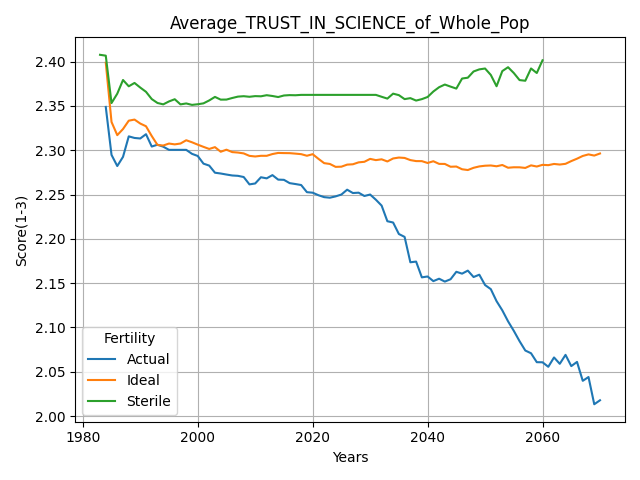 Average_TRUST_IN_SCIENCE_of_Whole_Pop
Score(1-3)
2.40
2.35
2.30
2.25
2.20
2.15
2.10
2.05
2.00
Fertility
Actual
Ideal
Sterile
1980
2000
2020
2040
2060
Years